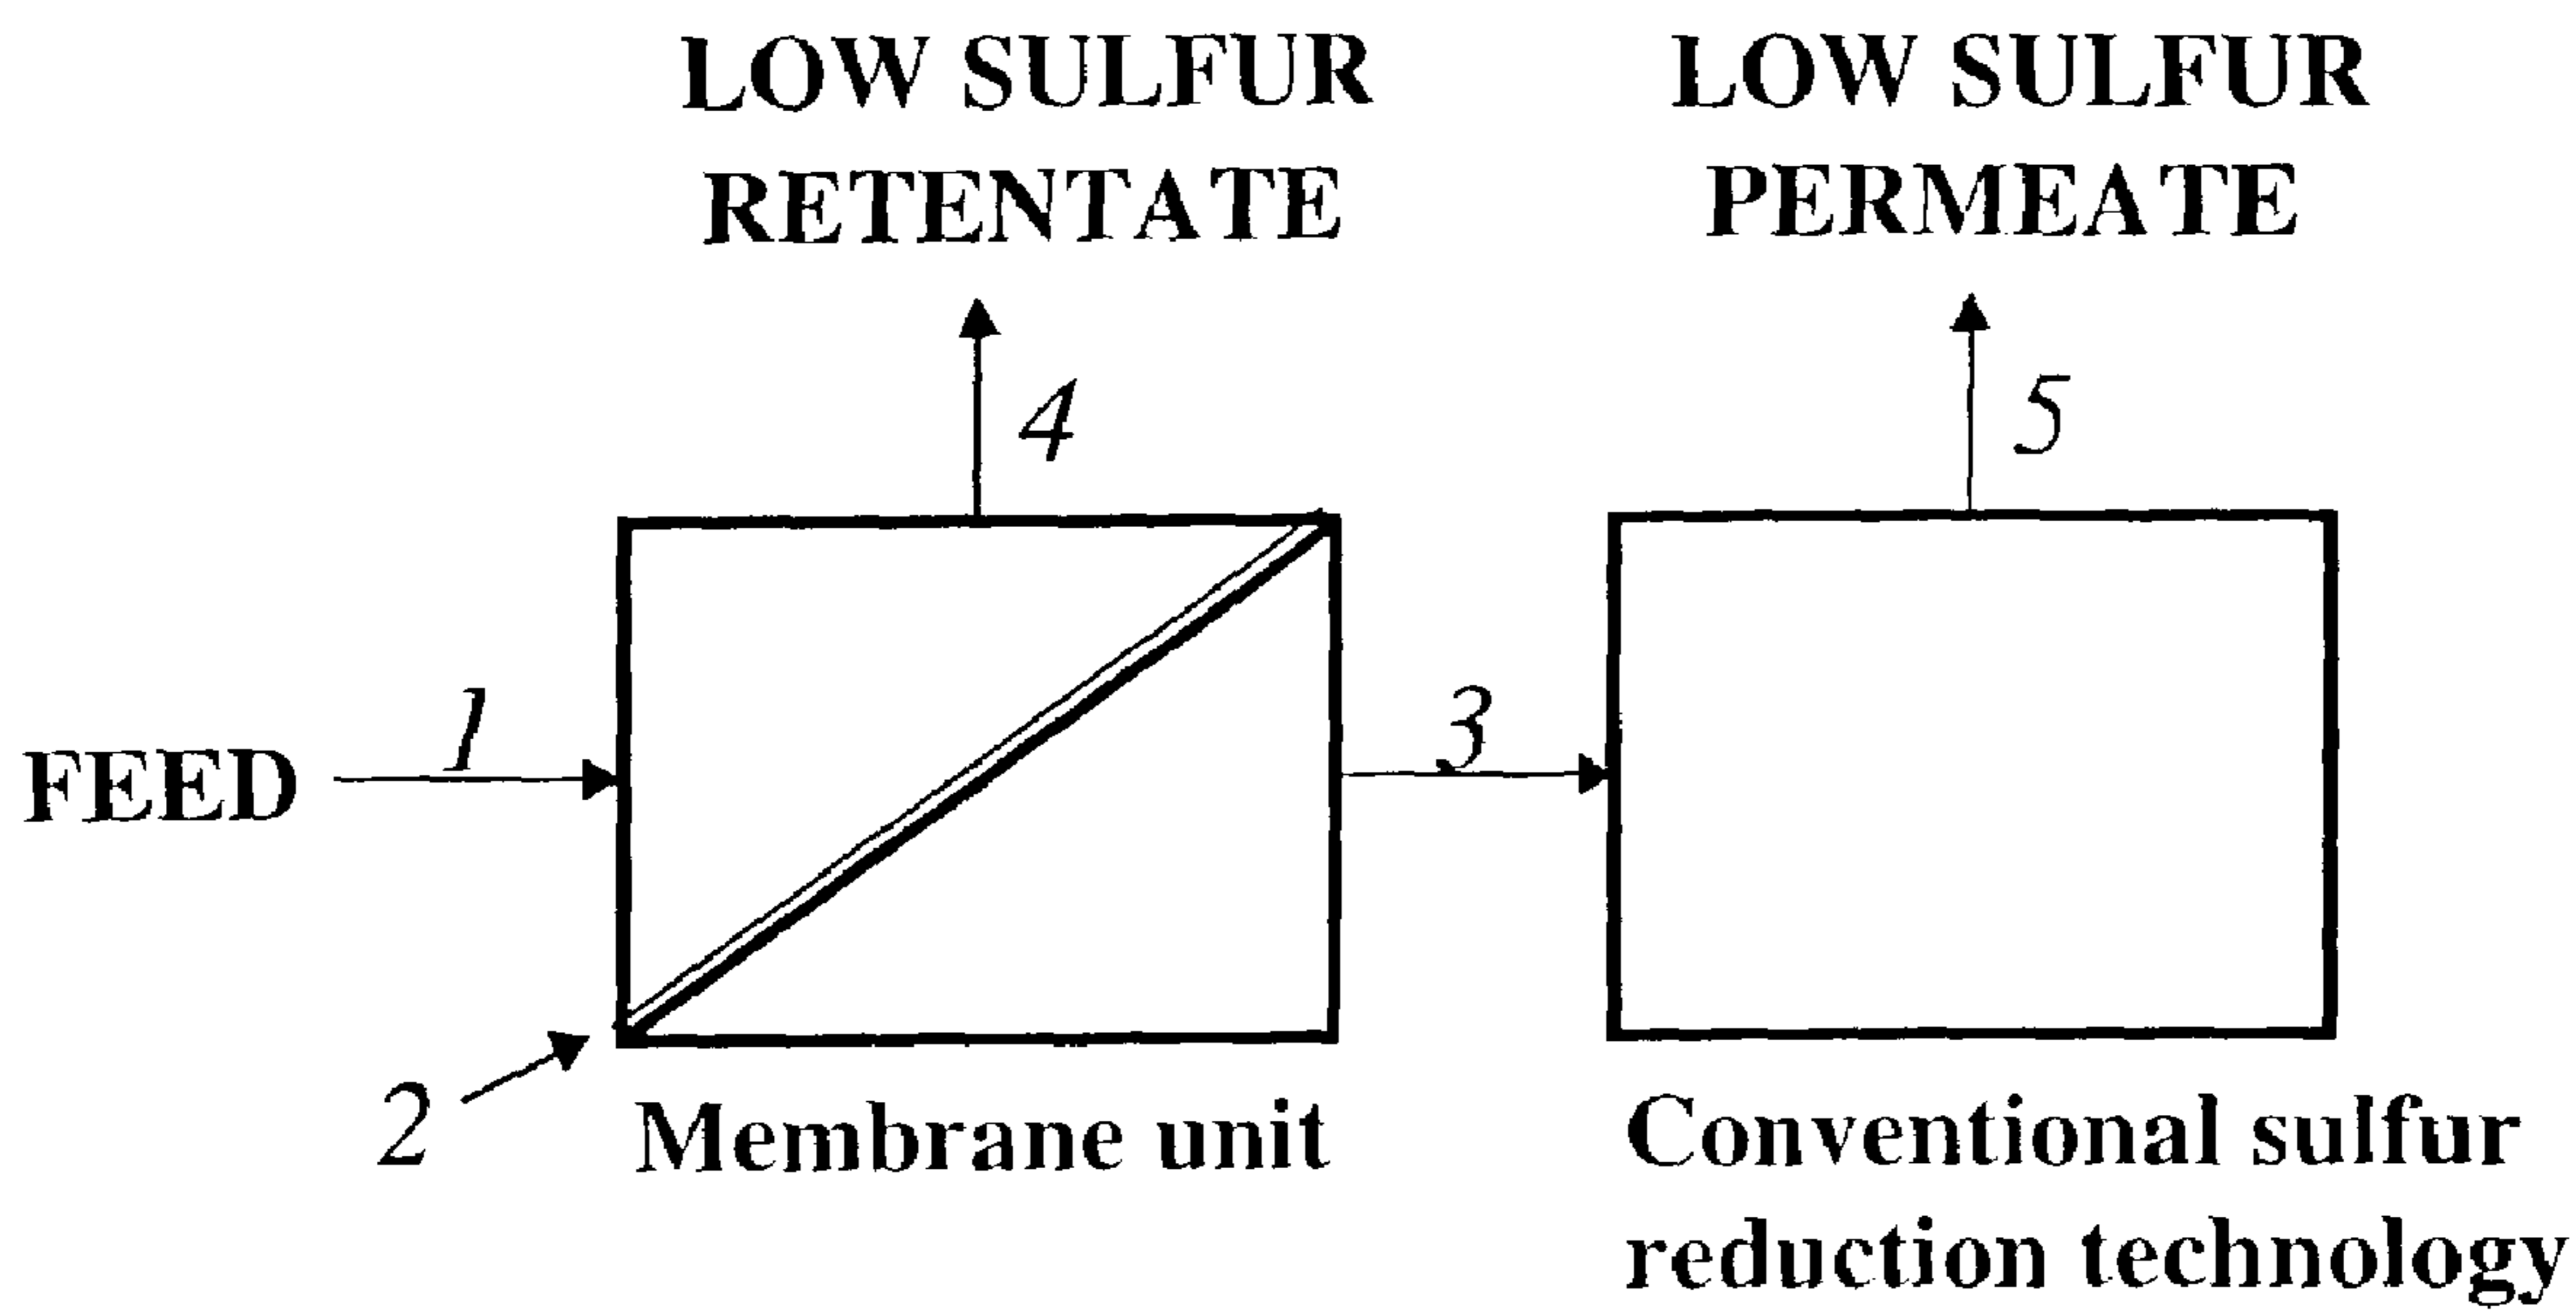 LOW SULFUR
RETENTATE
LOW SULFUR
PERMEATE
4
5
FEED
1
3
2
Membrane unit
Conventional sulfur
reduction technology